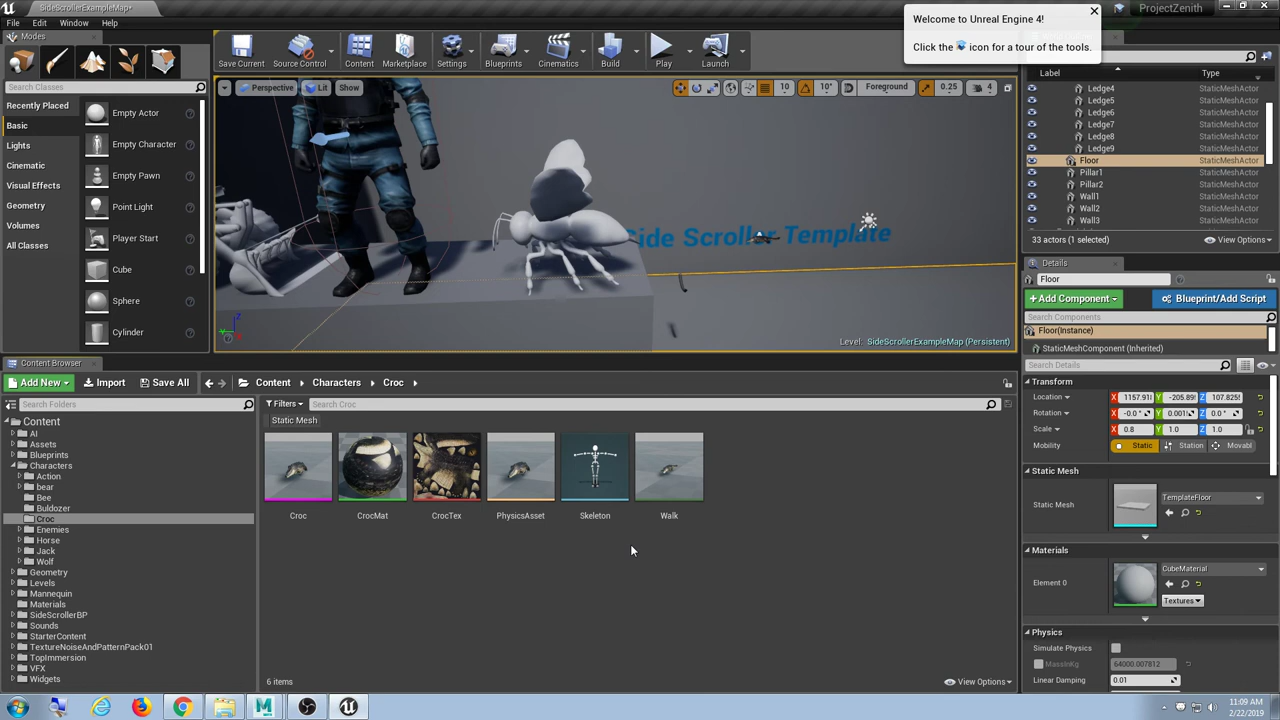 SideScrollerExampleMap*
ProjectZenith
File Edit Window Help
Welcome to Unreal Engine 4!
Click the icon for a tour of the tools.
Modes
Save Current
Source Control
Content
Marketplace
Settings
Blueprints
Cinematics
Build
Play
Launch
Search Classes
Recently Placed
Basic
Lights
Cinematic
Visual Effects
Geometry
Volumes
All Classes
Empty Actor
Empty Character
Empty Pawn
Point Light
Player Start
Cube
Sphere
Cylinder
Perspective Lit Show
10 10° Foreground 0.25 4
Side Scroller Template
Level: SideScrollerExampleMap (Persistent)
Label Type
Ledge4 StaticMeshActor
Ledge5 StaticMeshActor
Ledge6 StaticMeshActor
Ledge7 StaticMeshActor
Ledge8 StaticMeshActor
Ledge9 StaticMeshActor
Floor StaticMeshActor
Pillar1 StaticMeshActor
Pillar2 StaticMeshActor
Wall1 StaticMeshActor
Wall2 StaticMeshActor
Wall3 StaticMeshActor
33 actors (1 selected) View Options
Details
Floor
+Add Component
Blueprint/Add Script
Search Components
Floor(Instance)
StaticMeshComponent (Inherited)
Search Details
Transform
Location X 1157.918 Y -205.898 Z 107.825
Rotation X -0.0 ° Y 0.001 Z 0.0 °
Scale X 0.8 Y 1.0 Z 1.0
Mobility Static Station Movabl
Static Mesh
Static Mesh TemplateFloor
Materials
Element 0 CubeMaterial
Textures
Physics
Simulate Physics
MassInKg 64000.007812
Linear Damping 0.01
Content Browser
Add New Import Save All Content Characters Croc
Search Folders
Filters Search Croc
Static Mesh
Content
AI
Assets
Blueprints
Characters
Action
bear
Bee
Buldozer
Croc
Enemies
Horse
Jack
Wolf
Geometry
Levels
Mannequin
Materials
SideScrollerBP
Sounds
StarterContent
TextureNoiseAndPatternPack01
TopImmersion
VFX
Widgets
Croc CrocMat CrocTex PhysicsAsset Skeleton Walk
6 items View Options
11:09 AM
2/22/2019